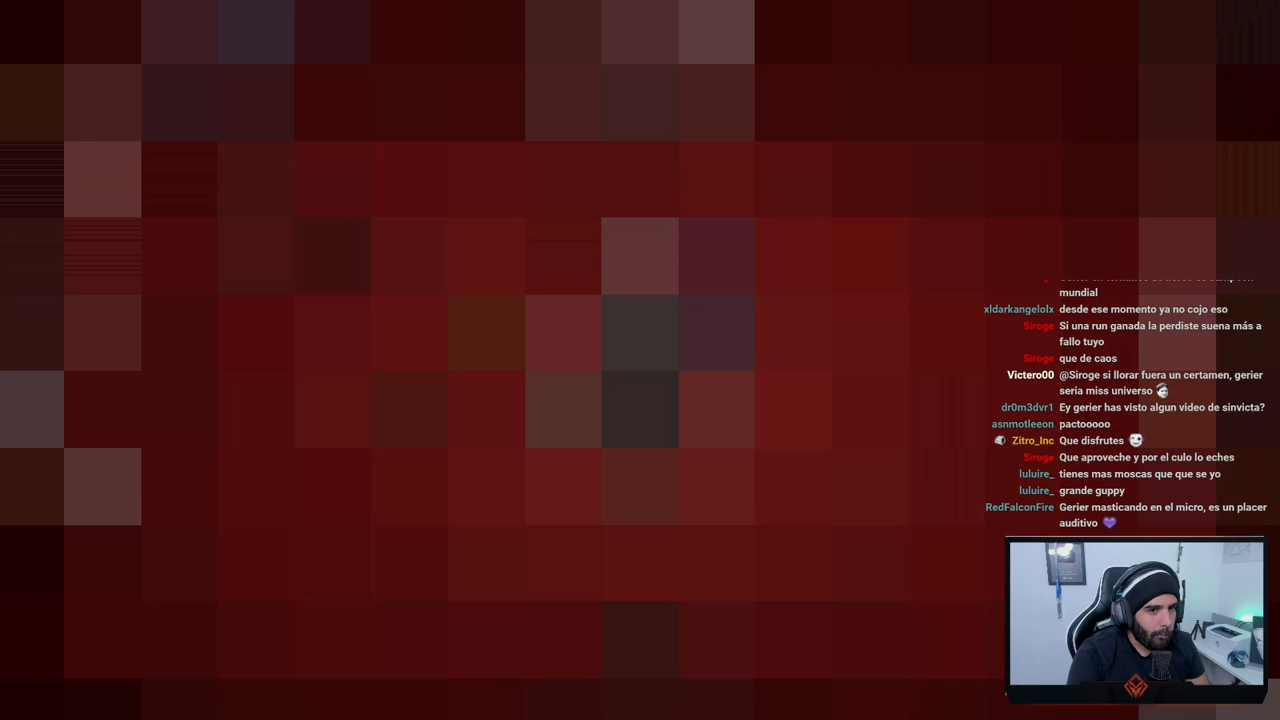 mundial
xldarkangelolx desde ese momento ya no cojo eso
Siroge Si una run ganada la perdiste suena más a
fallo tuyo
Siroge que de caos
Victero00 @Siroge si llorar fuera un certamen, gerier
seria miss universo
dr0m3dvr1 Ey gerier has visto algun video de sinvicta?
asnmotleeon pactooooo
Zitro_Inc Que disfrutes
Siroge Que aproveche y por el culo lo eches
luluire_ tienes mas moscas que que se yo
luluire_ grande guppy
RedFalconFire Gerier masticando en el micro, es un placer
auditivo